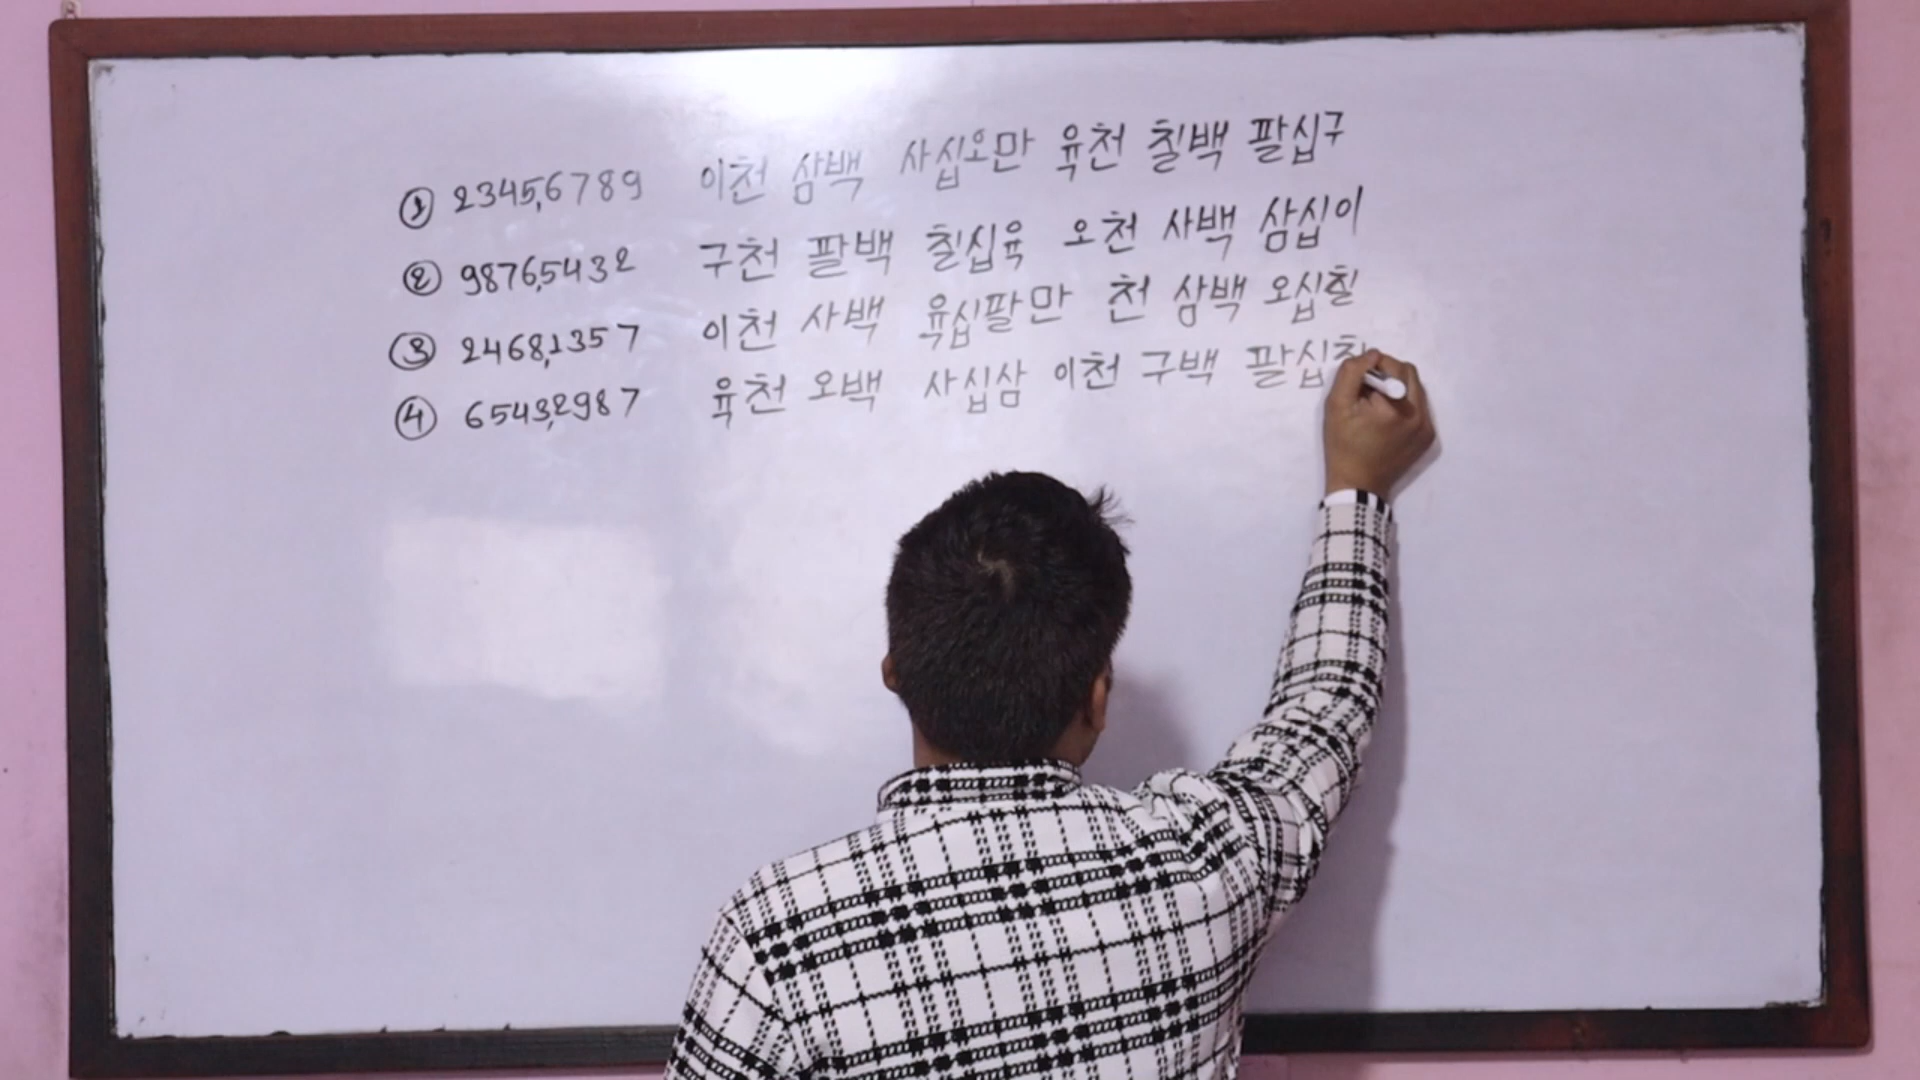 ① 2345,6789 이천 삼백 사십오만 육천 칠백 팔십구
② 9876,5432 구천 팔백 칠십육 오천 사백 삼십이
③ 2468,1357 이천 사백 육십팔만 천 삼백 오십칠
④ 6543,2987 육천 오백 사십삼 이천 구백 팔십